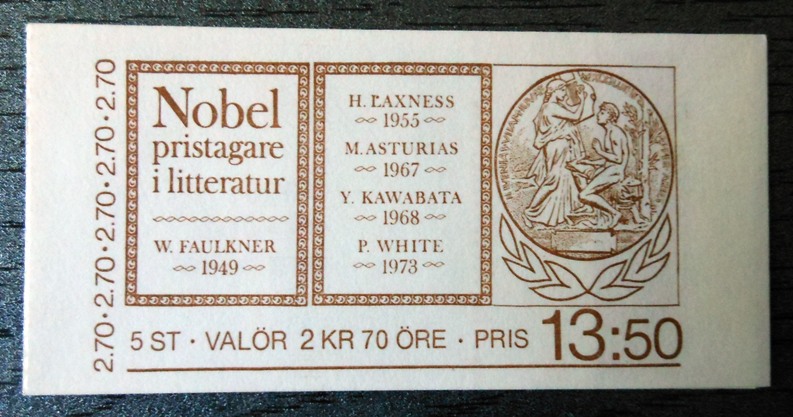 2.70·2.70·2.70·2.70·2.70
Nobel
pristagare
i litteratur
W. FAULKNER
1949
H. LAXNESS
1955
M. ASTURIAS
1967
Y. KAWABATA
1968
P. WHITE
1973
5 ST · VALÖR 2 KR 70 ÖRE · PRIS 13:50